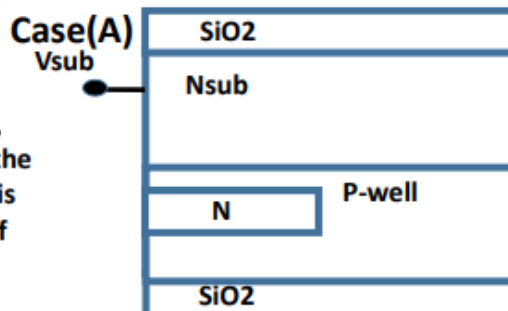 Case(A)
SiO2
Vsub
Nsub
the
is
P-well
N
f
SiO2